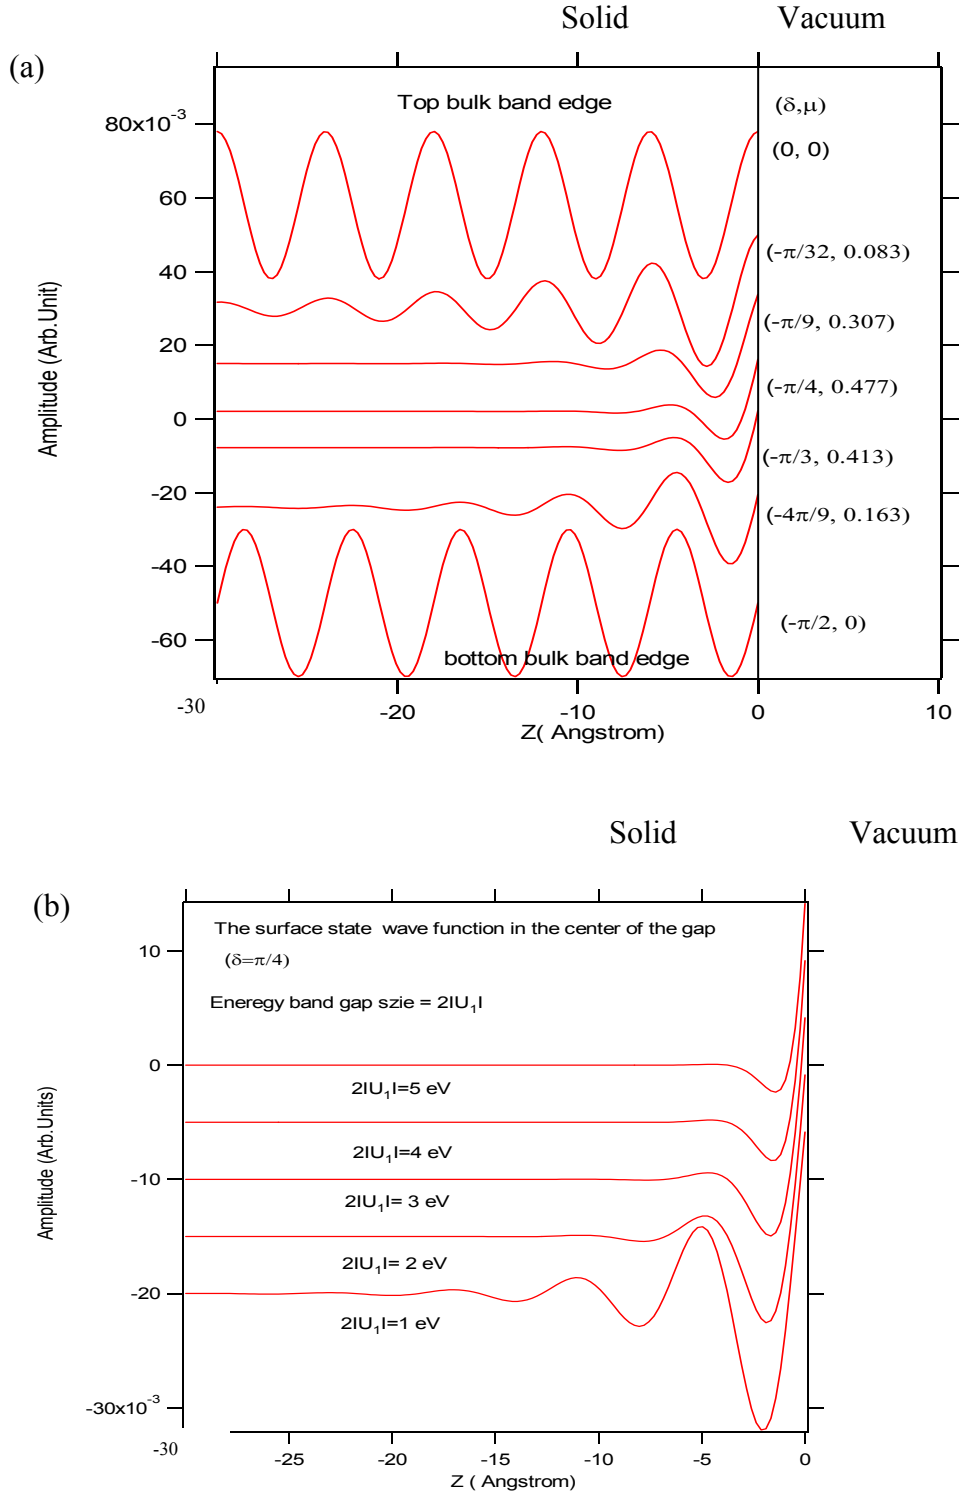 Solid Vacuum
(a)
Top bulk band edge
(δ,μ)
80x10⁻³
(0, 0)
60
40
(-π/32, 0.083)
20
(-π/9, 0.307)
(-π/4, 0.477)
0
(-π/3, 0.413)
-20
(-4π/9, 0.163)
-40
-60
(-π/2, 0)
bottom bulk band edge
Amplitude (Arb.Unit)
-30 -20 -10 0 10
Z( Angstrom)
Solid Vacuum
(b)
The surface state wave function in the center of the gap
(δ=π/4)
Eneregy band gap szie = 2IU₁I
10
0
2IU₁I=5 eV
2IU₁I=4 eV
-10
2IU₁I= 3 eV
2IU₁I= 2 eV
-20
2IU₁I=1 eV
-30x10⁻³
Amplitude (Arb.Units)
-30 -25 -20 -15 -10 -5 0
Z ( Angstrom)